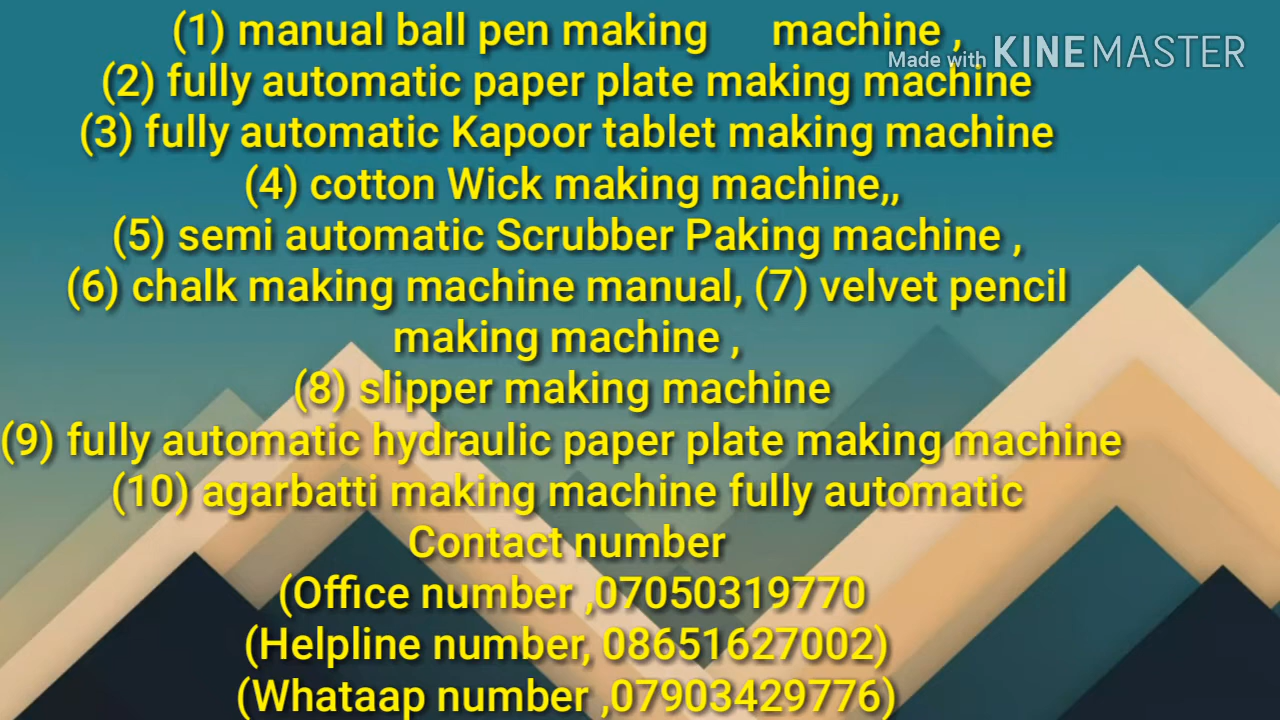 (1) manual ball pen making machine ,
Made with KINEMASTER
(2) fully automatic paper plate making machine
(3) fully automatic Kapoor tablet making machine
(4) cotton Wick making machine,,
(5) semi automatic Scrubber Paking machine ,
(6) chalk making machine manual, (7) velvet pencil
making machine ,
(8) slipper making machine
(9) fully automatic hydraulic paper plate making machine
(10) agarbatti making machine fully automatic
Contact number
(Office number ,07050319770
(Helpline number, 08651627002)
(Whataap number ,07903429776)